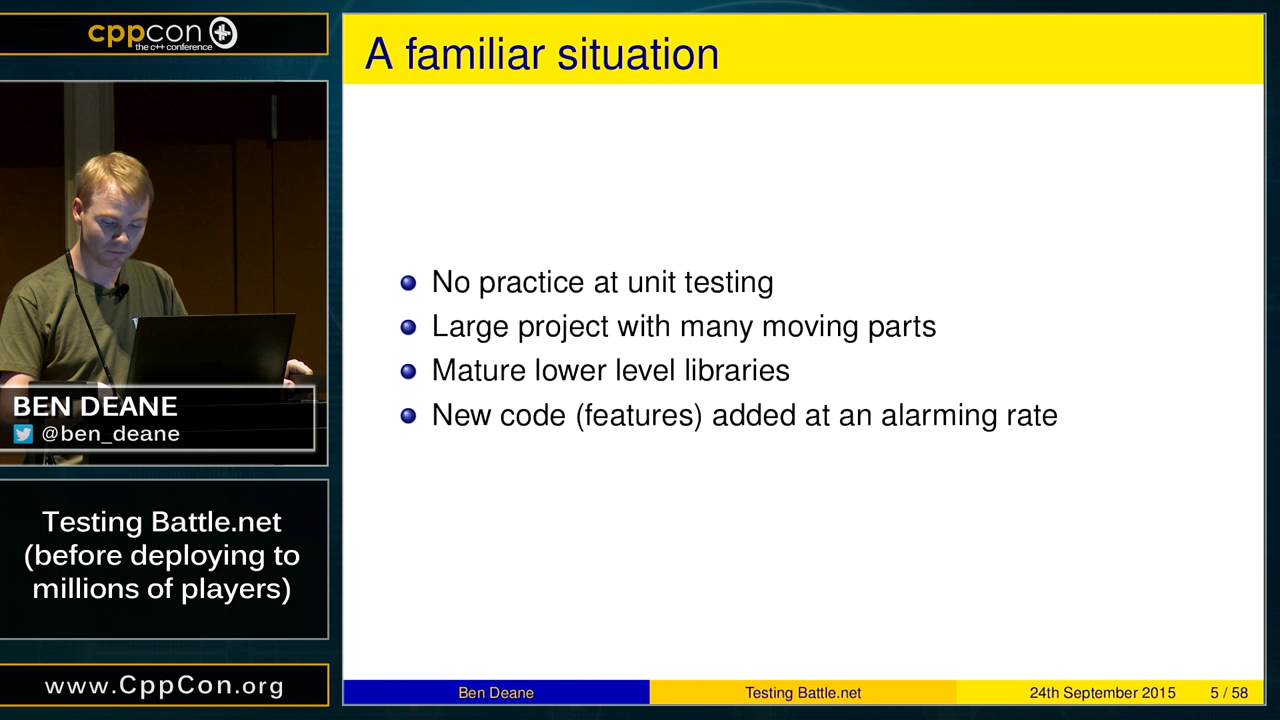 cppcon
the c++ conference
BEN DEANE
@ben_deane
Testing Battle.net
(before deploying to
millions of players)
www.CppCon.org
A familiar situation
No practice at unit testing
Large project with many moving parts
Mature lower level libraries
New code (features) added at an alarming rate
Ben Deane
Testing Battle.net
24th September 2015
5 / 58